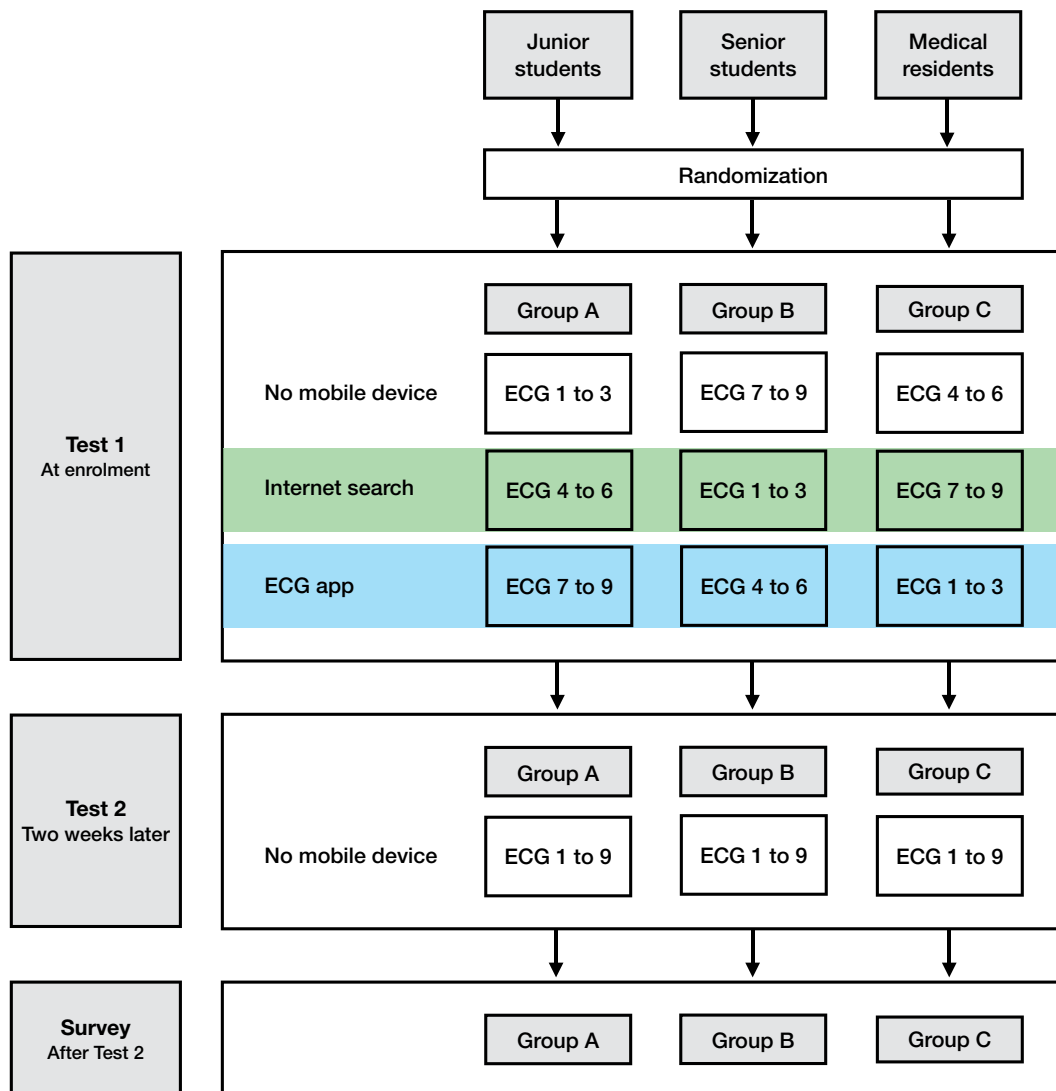 Junior
students
Senior
students
Medical
residents
Randomization
Test 1
At enrolment
Group A
Group B
Group C
No mobile device
ECG 1 to 3
ECG 7 to 9
ECG 4 to 6
Internet search
ECG 4 to 6
ECG 1 to 3
ECG 7 to 9
ECG app
ECG 7 to 9
ECG 4 to 6
ECG 1 to 3
Test 2
Two weeks later
Group A
Group B
Group C
No mobile device
ECG 1 to 9
ECG 1 to 9
ECG 1 to 9
Survey
After Test 2
Group A
Group B
Group C